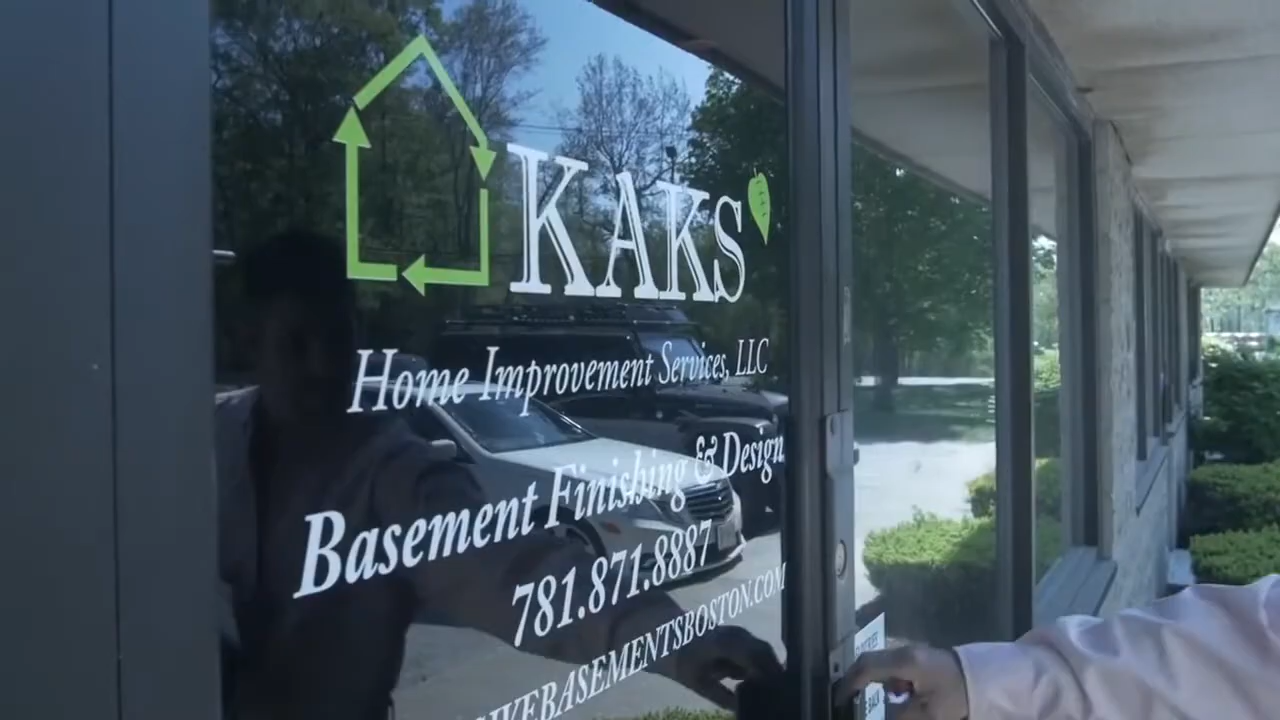 KAKS
Home Improvement Services, LLC
Basement Finishing & Design
781.871.8887